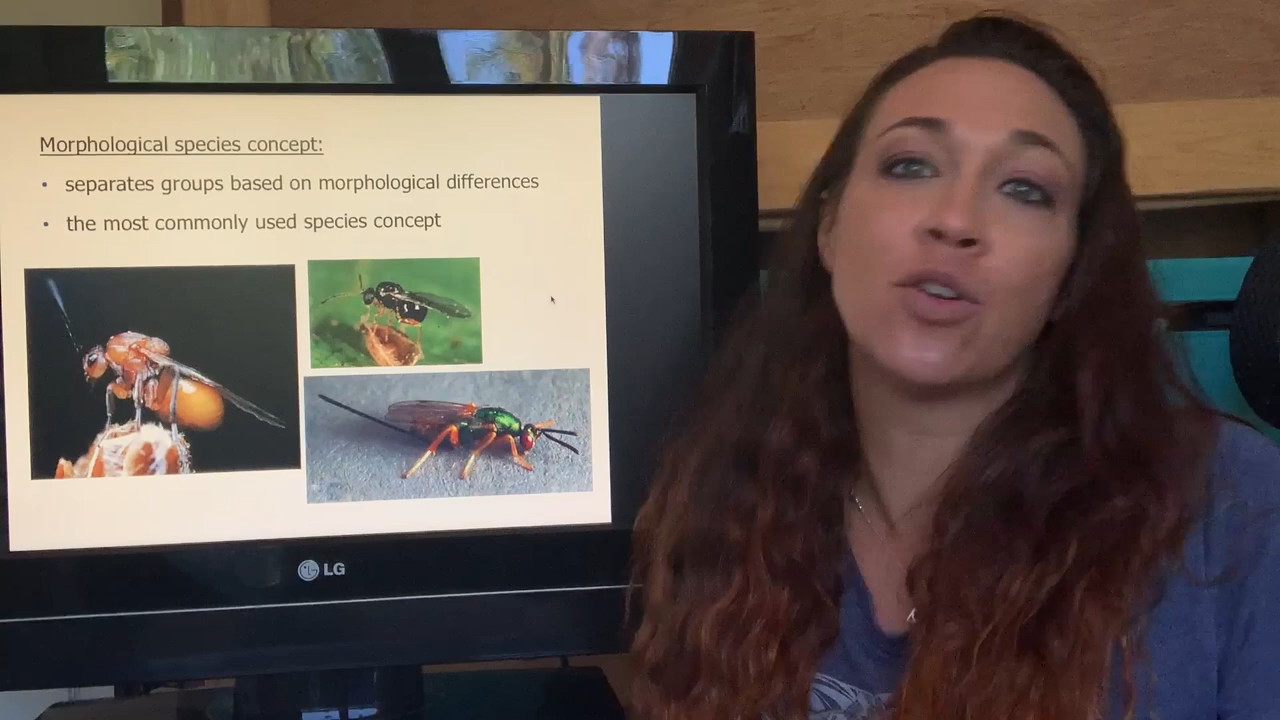 Morphological species concept:
• separates groups based on morphological differences
• the most commonly used species concept
LG